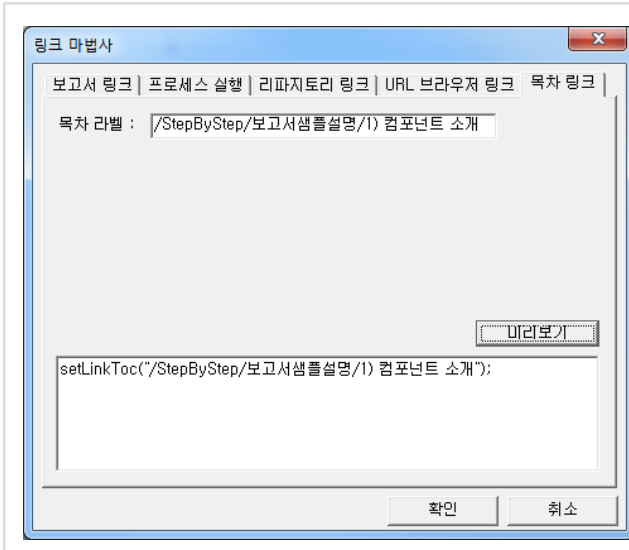 링크 마법사
보고서 링크 프로세스 실행 리파지토리 링크 URL 브라우저 링크 목차 링크
목차 라벨 : /StepByStep/보고서샘플설명/1) 컴포넌트 소개
미리보기
setLinkToc("/StepByStep/보고서샘플설명/1) 컴포넌트 소개");
확인 취소